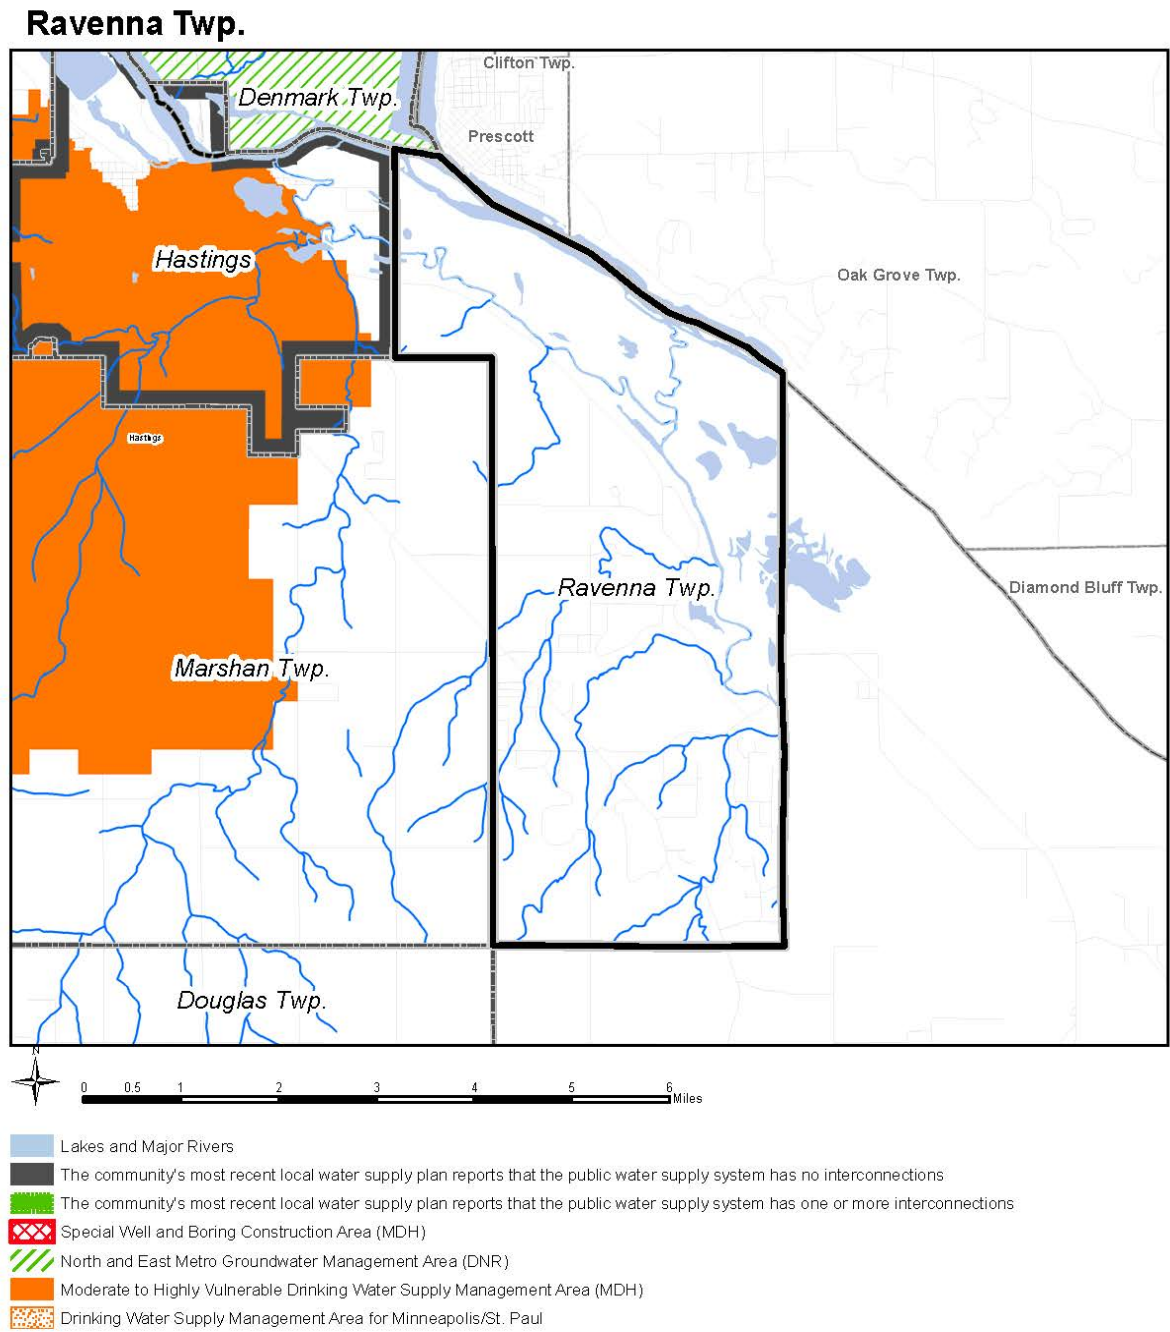 Ravenna Twp.
Clifton Twp.
Denmark Twp.
Prescott
Hastings
Oak Grove Twp.
Hastings
Ravenna Twp.
Diamond Bluff Twp.
Marshan Twp.
Douglas Twp.
N
0 0.5 1 2 3 4 5 6
Miles
Lakes and Major Rivers
The community's most recent local water supply plan reports that the public water supply system has no interconnections
The community's most recent local water supply plan reports that the public water supply system has one or more interconnections
Special Well and Boring Construction Area (MDH)
North and East Metro Groundwater Management Area (DNR)
Moderate to Highly Vulnerable Drinking Water Supply Management Area (MDH)
Drinking Water Supply Management Area for Minneapolis/St. Paul